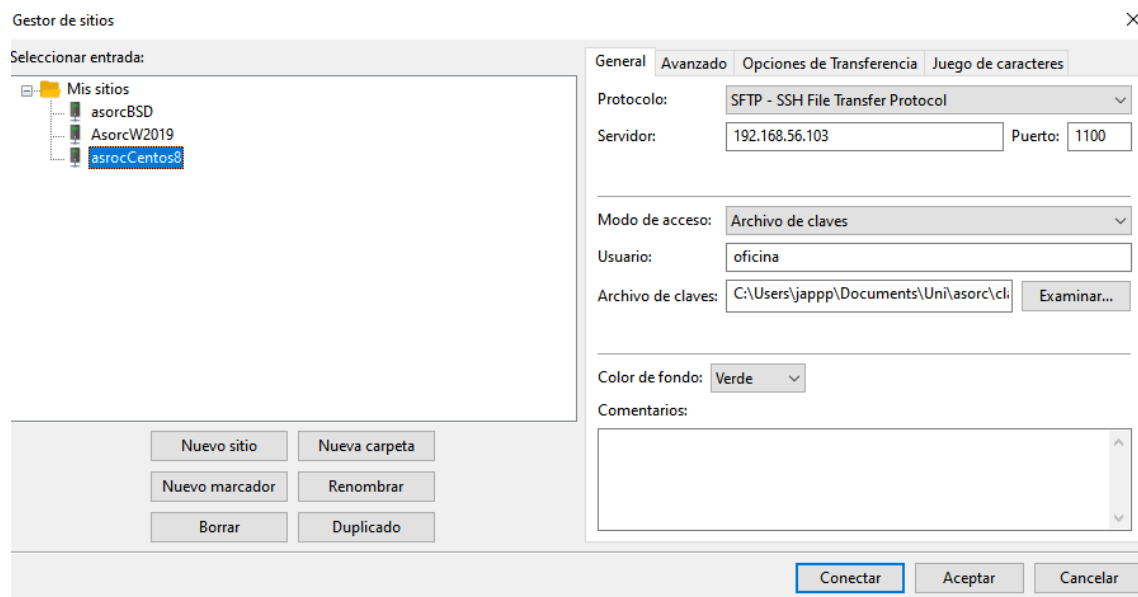 Gestor de sitios
Seleccionar entrada:
Mis sitios
asorcBSD
AsorcW2019
asrocCentos8
Nuevo sitio Nueva carpeta
Nuevo marcador Renombrar
Borrar Duplicado
General Avanzado Opciones de Transferencia Juego de caracteres
Protocolo: SFTP - SSH File Transfer Protocol
Servidor: 192.168.56.103 Puerto: 1100
Modo de acceso: Archivo de claves
Usuario: oficina
Archivo de claves: C:\Users\jappp\Documents\Uni\asorc\cl Examinar...
Color de fondo: Verde
Comentarios:
Conectar Aceptar Cancelar